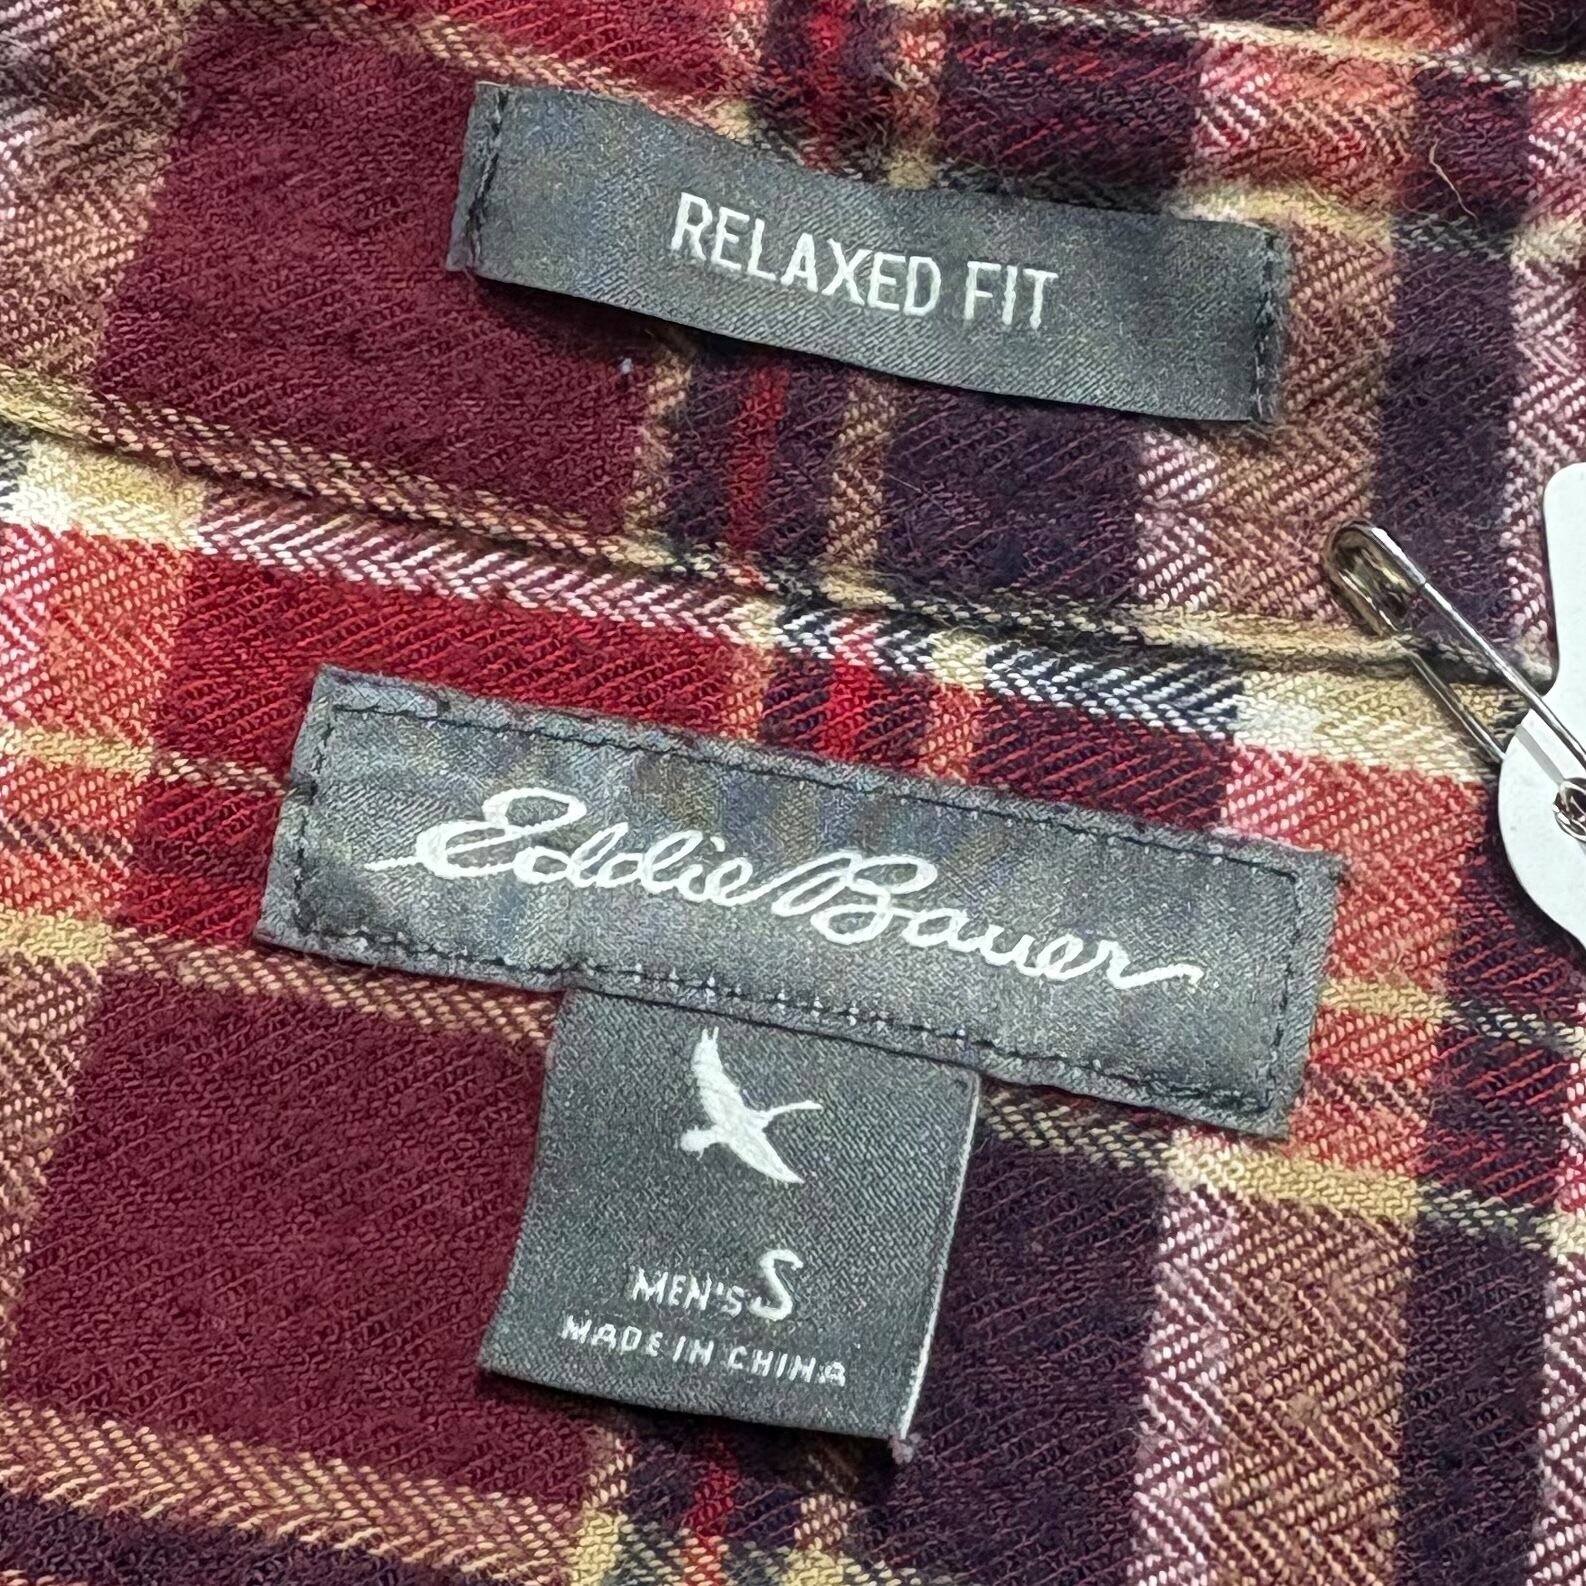 RELAXED FIT
Eddie Bauer
MEN'S S
MADE IN CHINA